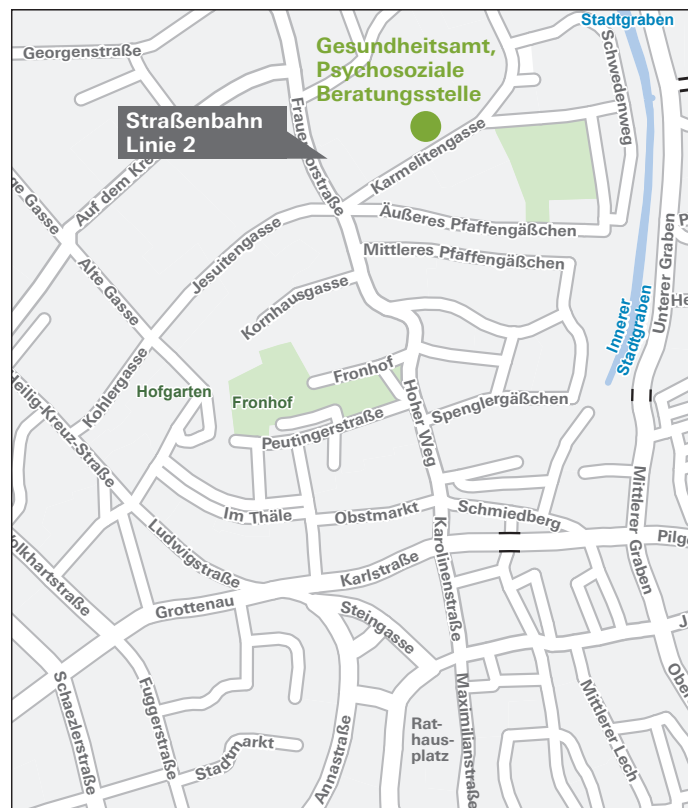 Stadtgraben
Georgenstraße
Schwedenweg
Gesundheitsamt,
Psychosoziale
Beratungsstelle
Straßenbahn
Linie 2
Karmelitengasse
Auf dem
Äußeres Pfaffengäßchen
Mittleres Pfaffengäßchen
Unterer Graben
Jesuitengasse
Alte Gasse
Kornhausgasse
Innerer
Stadtgraben
Kohlergasse
Hofgarten
Fronhof
Fronhof
Hoher Weg
Heilig-Kreuz-Straße
Peutingerstraße
Spenglergäßchen
Im Thäle
Obstmarkt
Schmiedberg
Mittlerer Graben
Ludwigstraße
Karolinenstraße
Karlstraße
Grottenau
Steingasse
Schaezlerstraße
Fuggerstraße
Stadtmarkt
Annastraße
Rat-
haus-
platz
Maximilianstraße
Mittlerer Lech